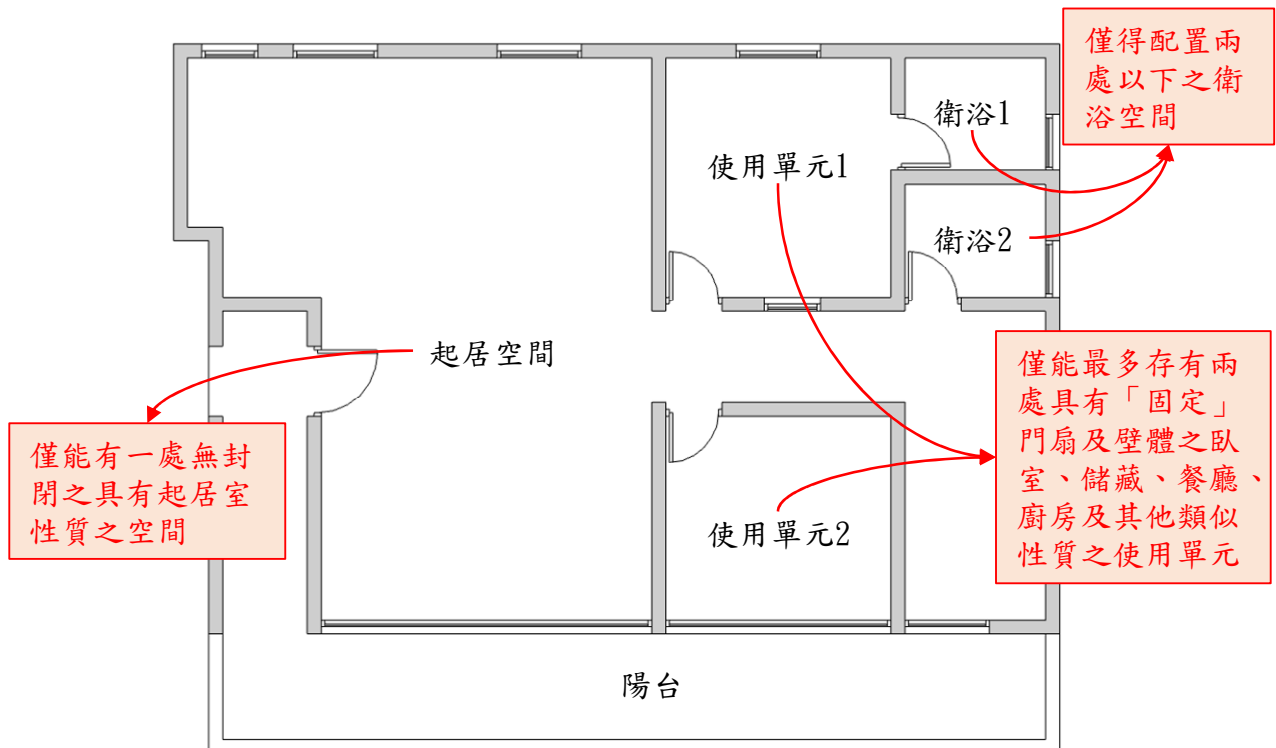 僅得配置兩
處以下之衛
浴空間
衛浴1
使用單元1
衛浴2
起居空間
僅能最多存有兩
處具有「固定」
門扇及壁體之臥
室、儲藏、餐廳、
廚房及其他類似
性質之使用單元
僅能有一處無封
閉之具有起居室
性質之空間
使用單元2
陽台